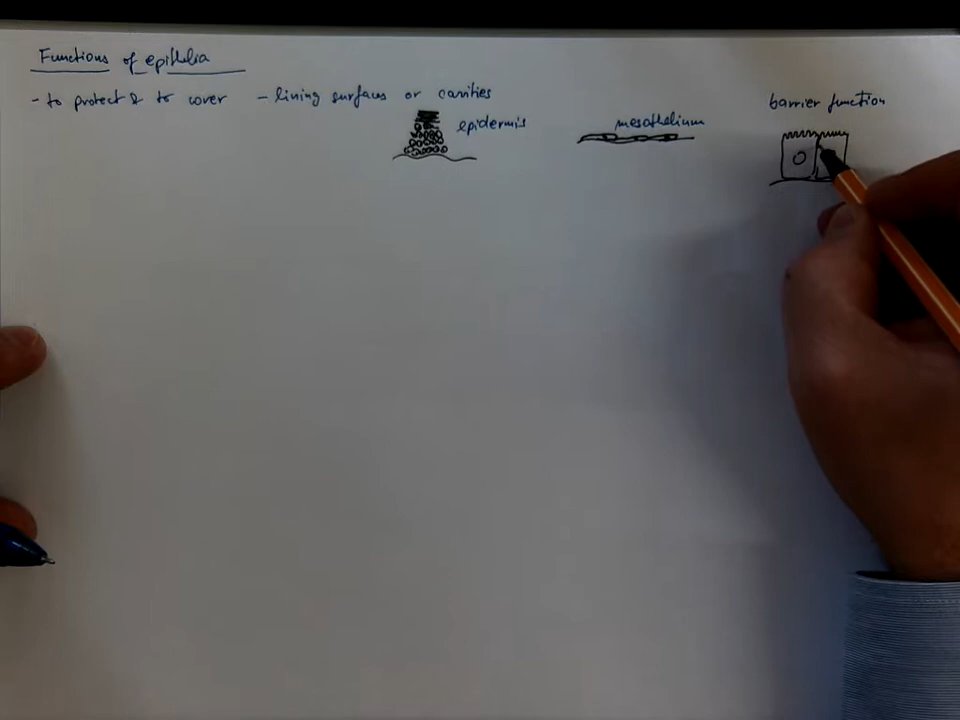 Functions of epithelia
- to protect & to cover - lining surfaces or cavities
barrier function
epidermis
mesothelium